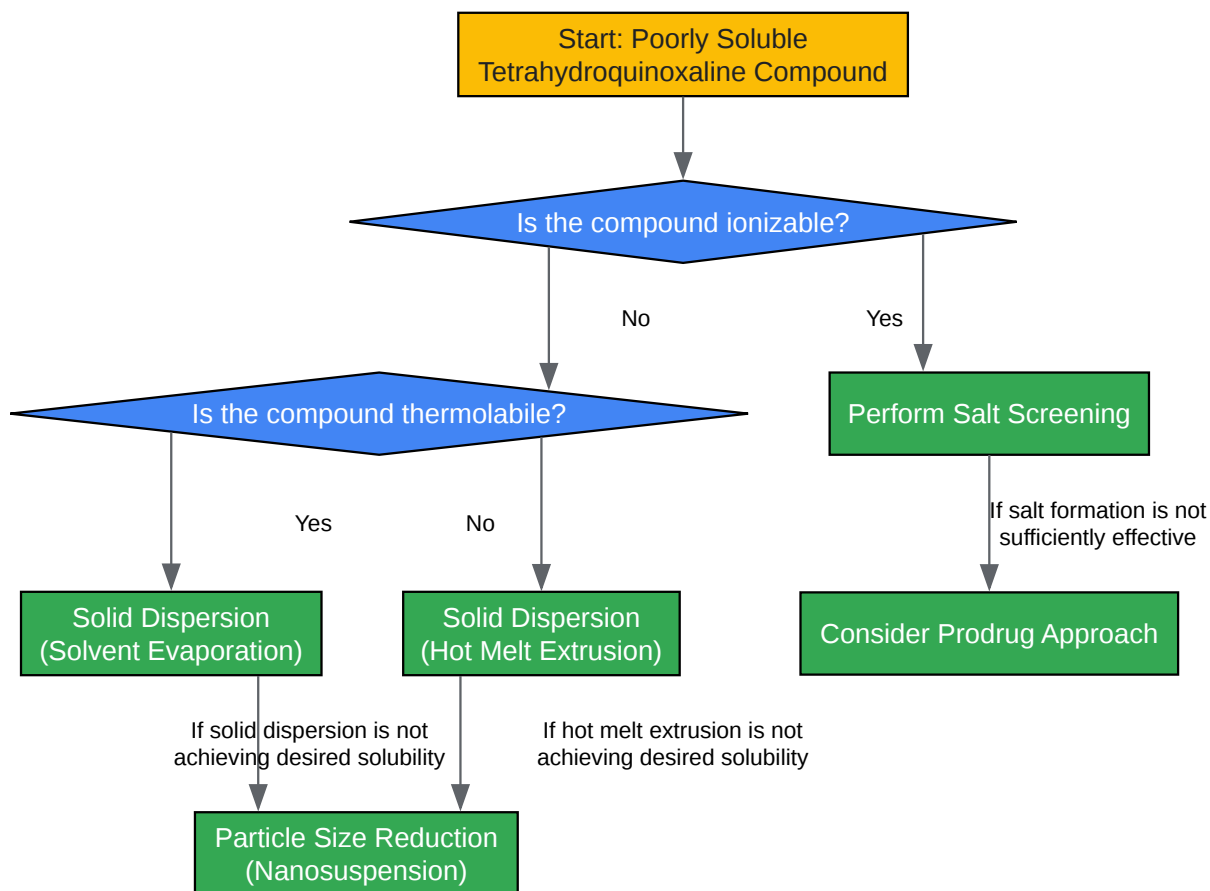 Start: Poorly Soluble
Tetrahydroquinoxaline Compound
Is the compound ionizable?
No
Yes
Is the compound thermolabile?
Perform Salt Screening
Yes
No
If salt formation is not
sufficiently effective
Solid Dispersion
(Solvent Evaporation)
Solid Dispersion
(Hot Melt Extrusion)
Consider Prodrug Approach
If solid dispersion is not
achieving desired solubility
If hot melt extrusion is not
achieving desired solubility
Particle Size Reduction
(Nanosuspension)